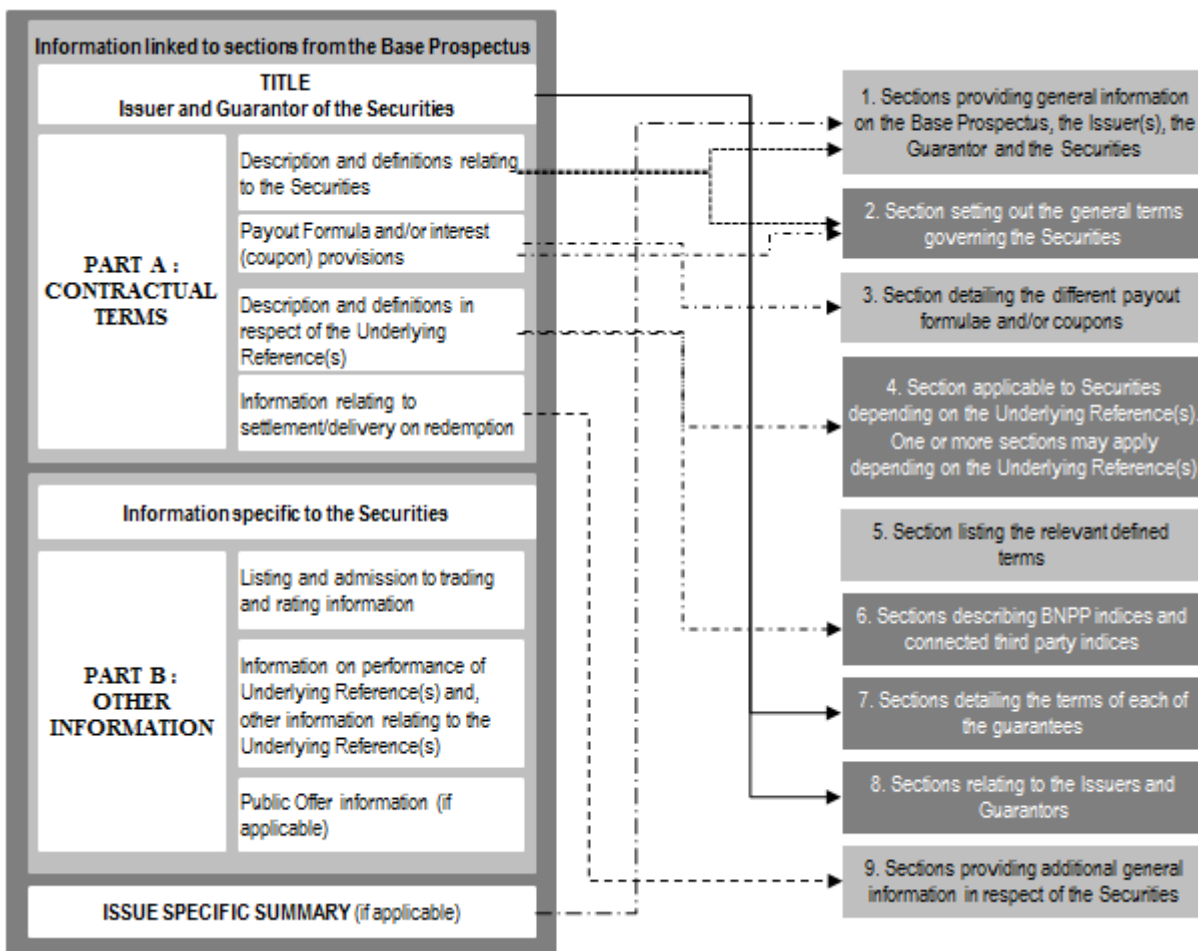 Information linked to sections from the Base Prospectus
TITLE
Issuer and Guarantor of the Securities
PART A :
CONTRACTUAL
TERMS
Description and definitions relating
to the Securities
Payout Formula and/or interest
(coupon) provisions
Description and definitions in
respect of the Underlying
Reference(s)
Information relating to
settlement/delivery on redemption
Information specific to the Securities
PART B :
OTHER
INFORMATION
Listing and admission to trading
and rating information
Information on performance of
Underlying Reference(s) and,
other information relating to the
Underlying Reference(s)
Public Offer information (if
applicable)
ISSUE SPECIFIC SUMMARY (if applicable)
1. Sections providing general information
on the Base Prospectus, the Issuer(s), the
Guarantor and the Securities
2. Section setting out the general terms
governing the Securities
3. Section detailing the different payout
formulae and/or coupons
4. Section applicable to Securities
depending on the Underlying Reference(s).
One or more sections may apply
depending on the Underlying Reference(s)
5. Section listing the relevant defined
terms
6. Sections describing BNPP indices and
connected third party indices
7. Sections detailing the terms of each of
the guarantees
8. Sections relating to the Issuers and
Guarantors
9. Sections providing additional general
information in respect of the Securities